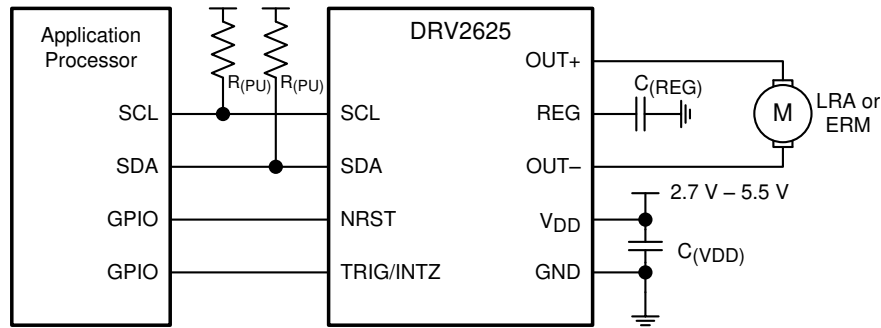 Application
Processor
SCL
SDA
GPIO
GPIO
R(PU)
R(PU)
DRV2625
SCL
SDA
NRST
TRIG/INTZ
OUT+
REG
OUT–
VDD
GND
C(REG)
M
LRA or
ERM
2.7 V – 5.5 V
C(VDD)